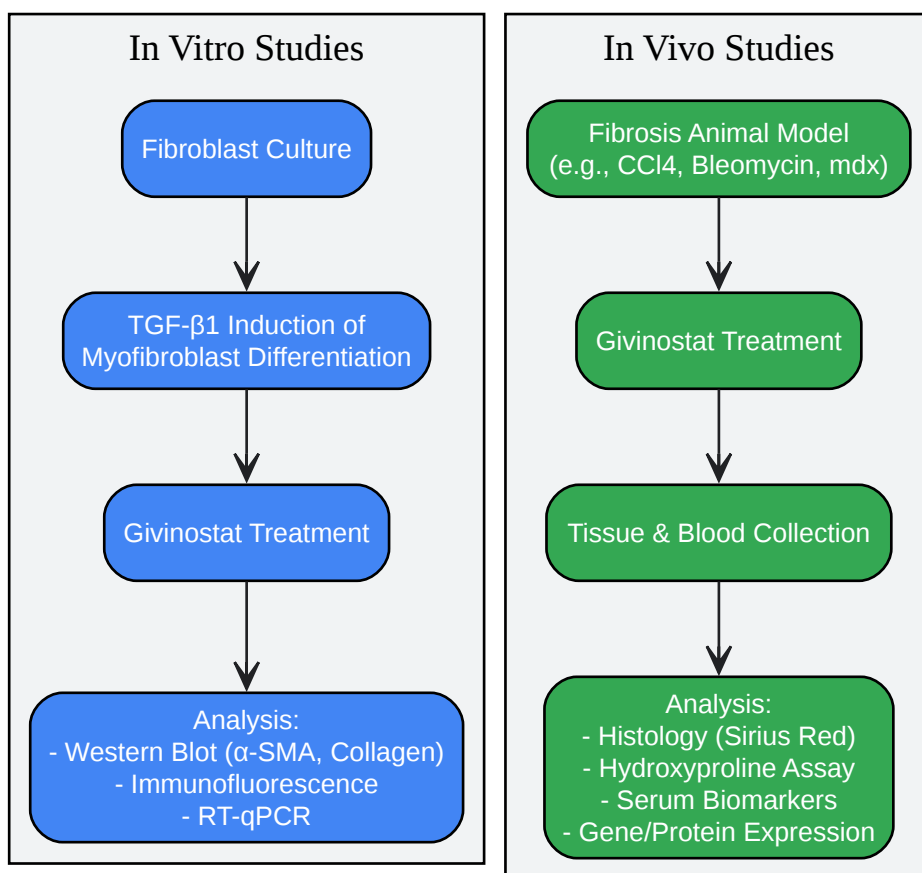 In Vitro Studies
Fibroblast Culture
TGF-β1 Induction of
Myofibroblast Differentiation
Givinostat Treatment
Analysis:
- Western Blot (α-SMA, Collagen)
- Immunofluorescence
- RT-qPCR
In Vivo Studies
Fibrosis Animal Model
(e.g., CCl4, Bleomycin, mdx)
Givinostat Treatment
Tissue & Blood Collection
Analysis:
- Histology (Sirius Red)
- Hydroxyproline Assay
- Serum Biomarkers
- Gene/Protein Expression